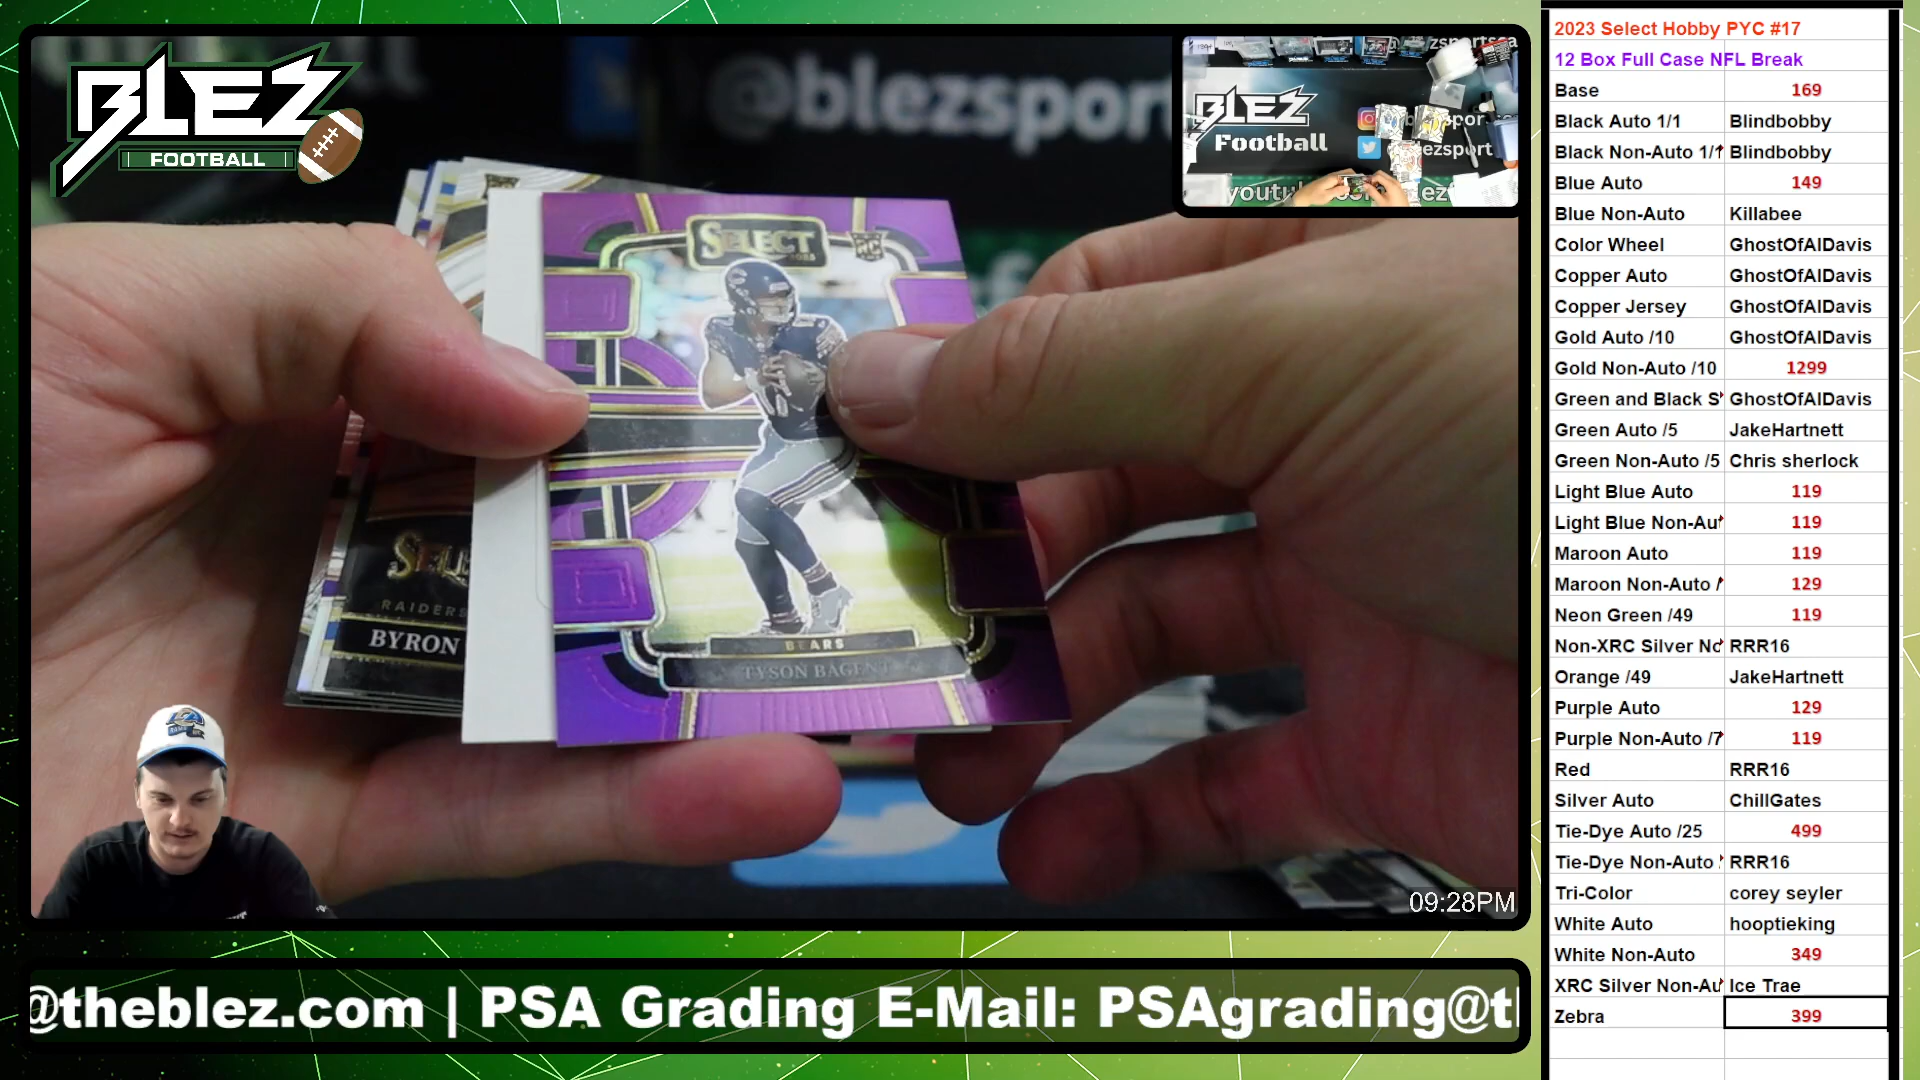 BLEZ
FOOTBALL
@blezspor
BLEZ
Football
SELECT
RC
BEARS
TYSON BAGENT
RAIDERS
BYRON
09:28PM
@theblez.com | PSA Grading E-Mail: PSAgrading@t
2023 Select Hobby PYC #17
12 Box Full Case NFL Break
Base 169
Black Auto 1/1 Blindbobby
Black Non-Auto 1/1 Blindbobby
Blue Auto 149
Blue Non-Auto Killabee
Color Wheel GhostOfAlDavis
Copper Auto GhostOfAlDavis
Copper Jersey GhostOfAlDavis
Gold Auto /10 GhostOfAlDavis
Gold Non-Auto /10 1299
Green and Black S GhostOfAlDavis
Green Auto /5 JakeHartnett
Green Non-Auto /5 Chris sherlock
Light Blue Auto 119
Light Blue Non-Au 119
Maroon Auto 119
Maroon Non-Auto / 129
Neon Green /49 119
Non-XRC Silver No RRR16
Orange /49 JakeHartnett
Purple Auto 129
Purple Non-Auto /7 119
Red RRR16
Silver Auto ChillGates
Tie-Dye Auto /25 499
Tie-Dye Non-Auto RRR16
Tri-Color corey seyler
White Auto hooptieking
White Non-Auto 349
XRC Silver Non-Au Ice Trae
Zebra 399